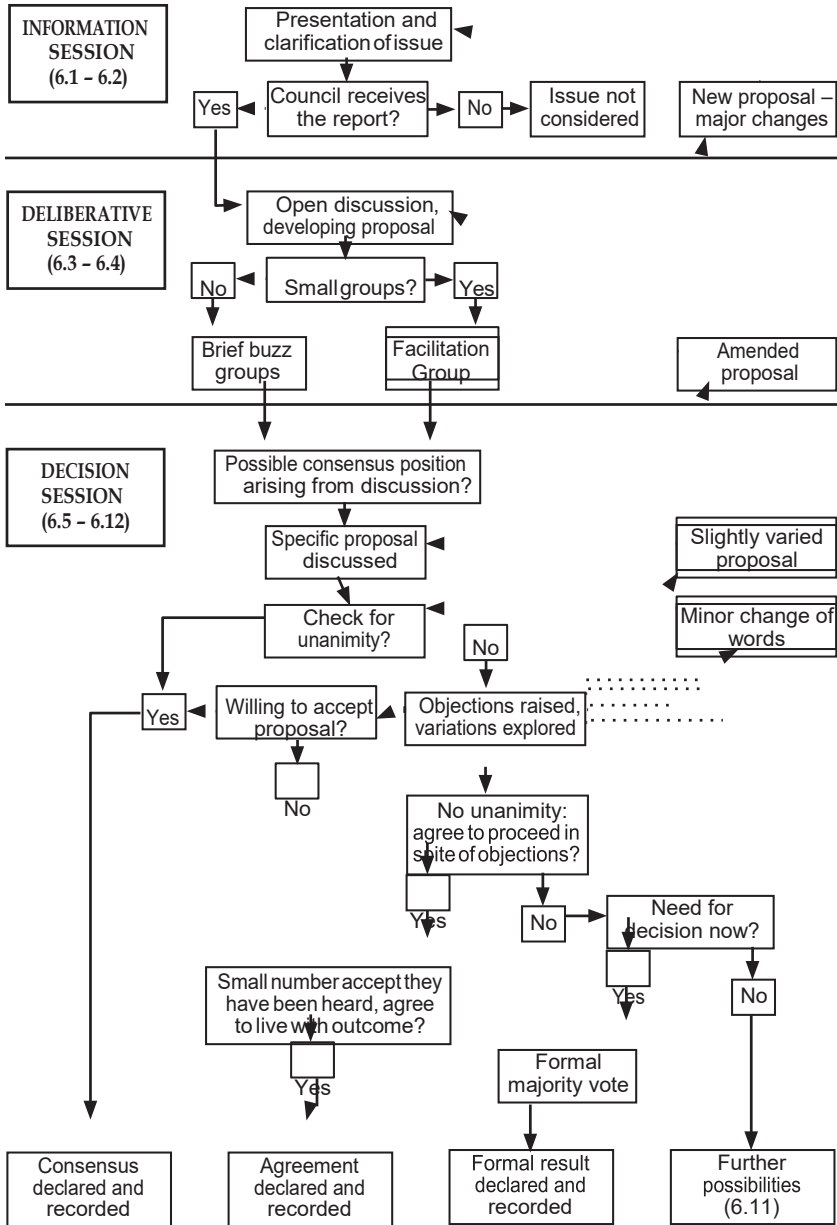 INFORMATION
SESSION
(6.1 – 6.2)
Presentation and
clarification of issue
Yes
Council receives
the report?
No
Issue not
considered
New proposal –
major changes
DELIBERATIVE
SESSION
(6.3 – 6.4)
Open discussion,
developing proposal
No
Small groups?
Yes
Brief buzz
groups
Facilitation
Group
Amended
proposal
DECISION
SESSION
(6.5 – 6.12)
Possible consensus position
arising from discussion?
Specific proposal
discussed
Slightly varied
proposal
Check for
unanimity?
No
Minor change of
words
Yes
Willing to accept
proposal?
Objections raised,
variations explored
No
No unanimity:
agree to proceed in
spite of objections?
Yes
No
Need for
decision now?
Yes
No
Small number accept they
have been heard, agree
to live with outcome?
Yes
Formal
majority vote
Consensus
declared and
recorded
Agreement
declared and
recorded
Formal result
declared and
recorded
Further
possibilities
(6.11)